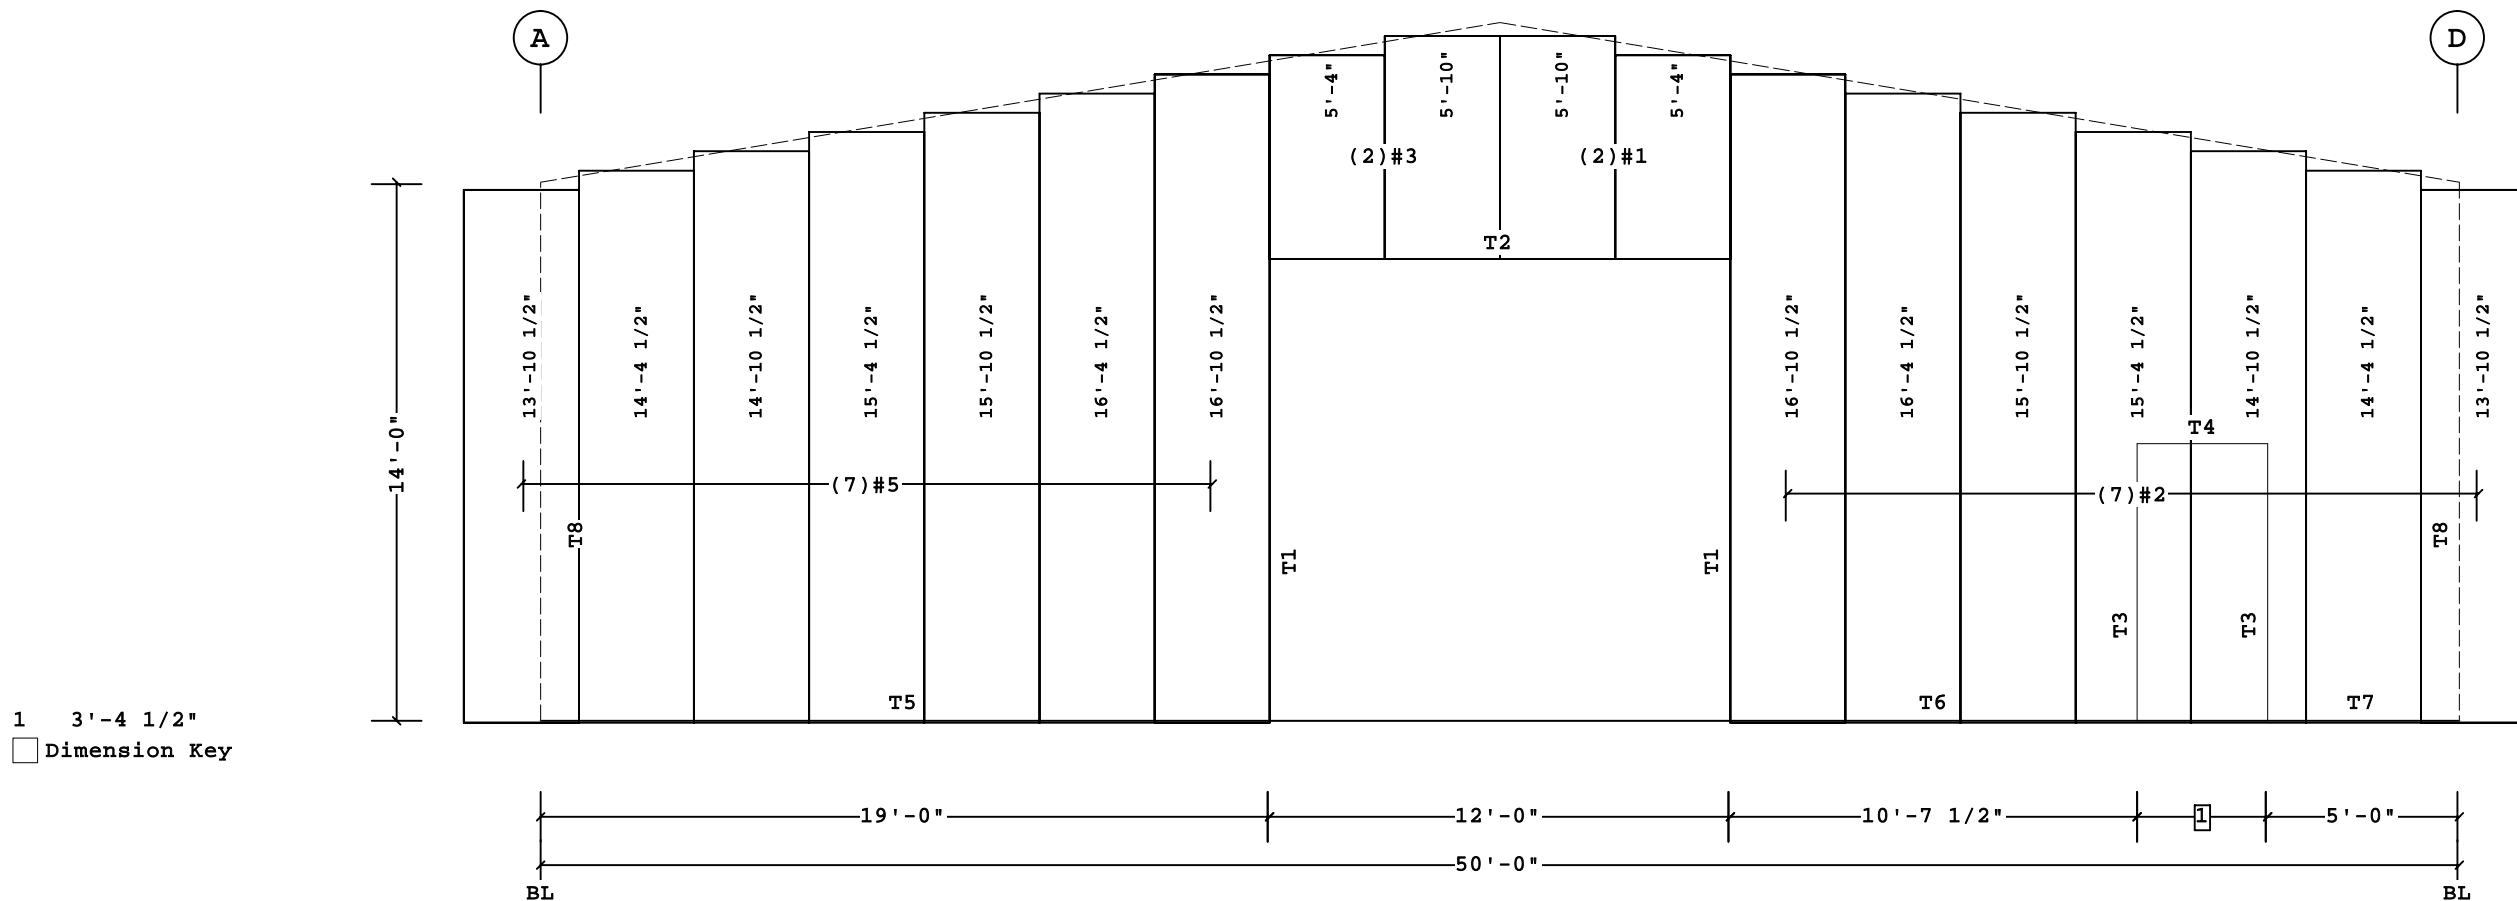 A
D
5'-4"
5'-10"
5'-10"
5'-4"
(2)#3
(2)#1
T2
13'-10 1/2"
14'-4 1/2"
14'-10 1/2"
15'-4 1/2"
15'-10 1/2"
16'-4 1/2"
16'-10 1/2"
16'-10 1/2"
16'-4 1/2"
15'-10 1/2"
15'-4 1/2"
14'-10 1/2"
14'-4 1/2"
13'-10 1/2"
14'-0"
T4
(7)#5
(7)#2
T8
T1
T1
T8
T3
T3
T5
T6
T7
1 3'-4 1/2"
Dimension Key
19'-0"
12'-0"
10'-7 1/2"
1
5'-0"
50'-0"
BL
BL